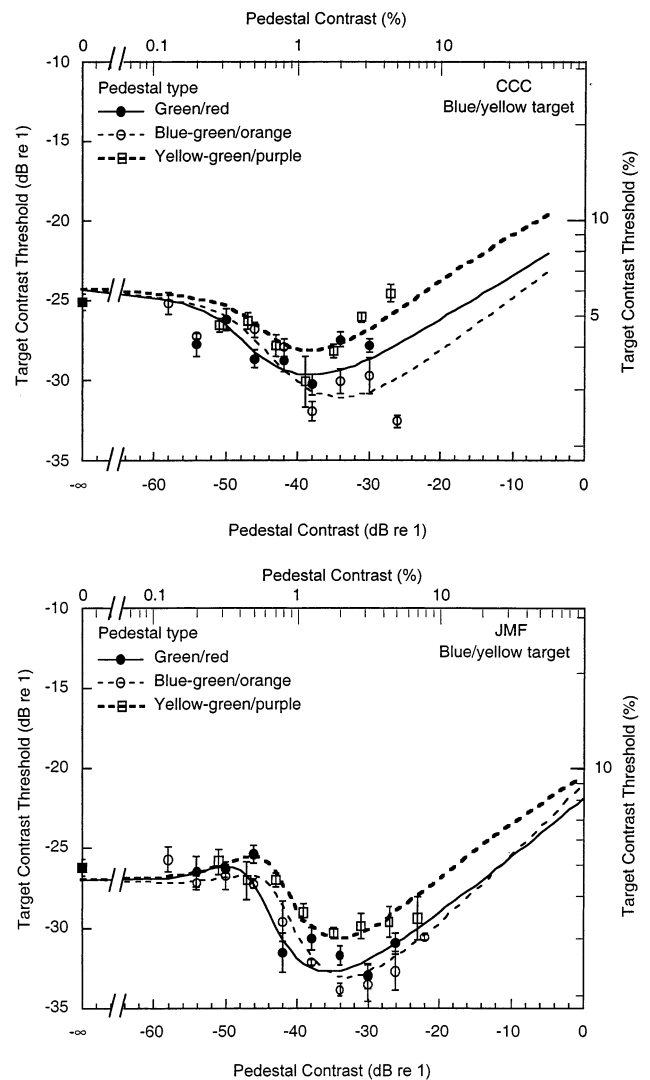 Pedestal Contrast (%)
0 0.1 1 10
-10
Pedestal type
CCC
Green/red
Blue/yellow target
-15
Blue-green/orange
Yellow-green/purple
-20
10
-25
5
-30
-35
-∞ -60 -50 -40 -30 -20 -10 0
Target Contrast Threshold (dB re 1)
Target Contrast Threshold (%)
Pedestal Contrast (dB re 1)
Pedestal Contrast (%)
0 0.1 1 10
-10
Pedestal type
JMF
Green/red
Blue/yellow target
-15
Blue-green/orange
Yellow-green/purple
-20
10
-25
-30
-35
-∞ -60 -50 -40 -30 -20 -10 0
Target Contrast Threshold (dB re 1)
Target Contrast Threshold (%)
Pedestal Contrast (dB re 1)